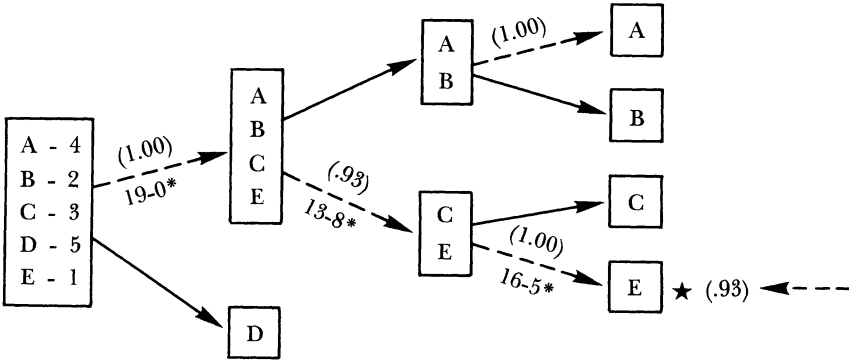 A - 4
B - 2
C - 3
D - 5
E - 1
(1.00)
19-0*
A
B
C
E
D
(.93)
13-8*
A
B
C
E
(1.00)
(1.00)
16-5*
A
B
C
E ★ (.93)